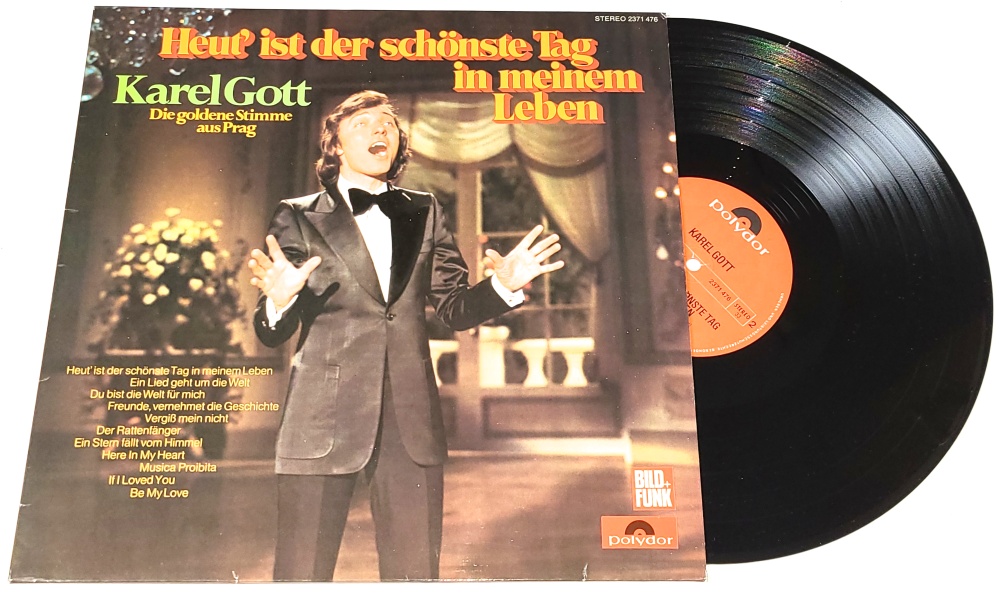 STEREO 2371 476
Heut' ist der schönste Tag
in meinem
Leben
Karel Gott
Die goldene Stimme
aus Prag
Heut' ist der schönste Tag in meinem Leben
Ein Lied geht um die Welt
Du bist die Welt für mich
Freunde, vernehmet die Geschichte
Vergiß mein nicht
Der Rattenfänger
Ein Stern fällt vom Himmel
Here In My Heart
Musica Proibita
If I Loved You
Be My Love
BILD+
FUNK
polydor
polydor
KAREL GOTT
2371 476
STEREO
2
NSTE TAG
EN